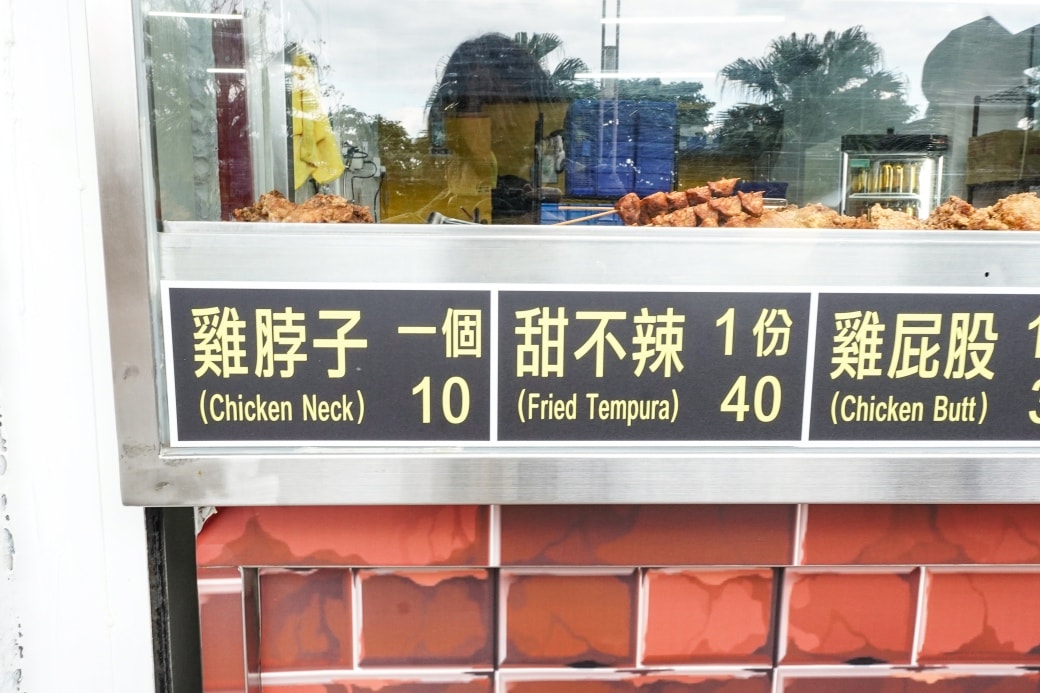 雞脖子 一個
(Chicken Neck) 10
甜不辣 1份
(Fried Tempura) 40
雞屁股
(Chicken Butt)